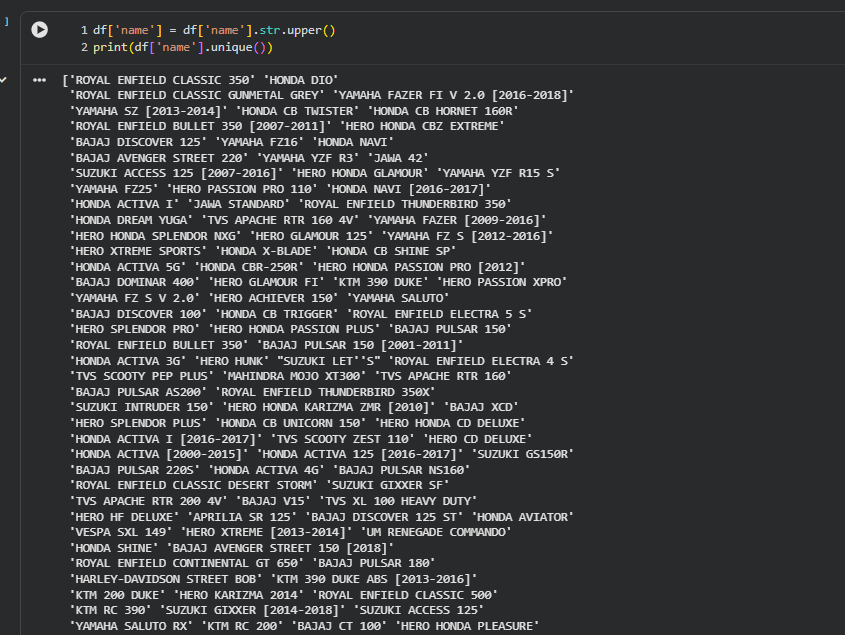 ]
1 df['name'] = df['name'].str.upper()
2 print(df['name'].unique())
['ROYAL ENFIELD CLASSIC 350' 'HONDA DIO'
'ROYAL ENFIELD CLASSIC GUNMETAL GREY' 'YAMAHA FAZER FI V 2.0 [2016-2018]'
'YAMAHA SZ [2013-2014]' 'HONDA CB TWISTER' 'HONDA CB HORNET 160R'
'ROYAL ENFIELD BULLET 350 [2007-2011]' 'HERO HONDA CBZ EXTREME'
'BAJAJ DISCOVER 125' 'YAMAHA FZ16' 'HONDA NAVI'
'BAJAJ AVENGER STREET 220' 'YAMAHA YZF R3' 'JAWA 42'
'SUZUKI ACCESS 125 [2007-2016]' 'HERO HONDA GLAMOUR' 'YAMAHA YZF R15 S'
'YAMAHA FZ25' 'HERO PASSION PRO 110' 'HONDA NAVI [2016-2017]'
'HONDA ACTIVA I' 'JAWA STANDARD' 'ROYAL ENFIELD THUNDERBIRD 350'
'HONDA DREAM YUGA' 'TVS APACHE RTR 160 4V' 'YAMAHA FAZER [2009-2016]'
'HERO HONDA SPLENDOR NXG' 'HERO GLAMOUR 125' 'YAMAHA FZ S [2012-2016]'
'HERO XTREME SPORTS' 'HONDA X-BLADE' 'HONDA CB SHINE SP'
'HONDA ACTIVA 5G' 'HONDA CBR-250R' 'HERO HONDA PASSION PRO [2012]'
'BAJAJ DOMINAR 400' 'HERO GLAMOUR FI' 'KTM 390 DUKE' 'HERO PASSION XPRO'
'YAMAHA FZ S V 2.0' 'HERO ACHIEVER 150' 'YAMAHA SALUTO'
'BAJAJ DISCOVER 100' 'HONDA CB TRIGGER' 'ROYAL ENFIELD ELECTRA 5 S'
'HERO SPLENDOR PRO' 'HERO HONDA PASSION PLUS' 'BAJAJ PULSAR 150'
'ROYAL ENFIELD BULLET 350' 'BAJAJ PULSAR 150 [2001-2011]'
'HONDA ACTIVA 3G' 'HERO HUNK' "SUZUKI LET''S" 'ROYAL ENFIELD ELECTRA 4 S'
'TVS SCOOTY PEP PLUS' 'MAHINDRA MOJO XT300' 'TVS APACHE RTR 160'
'BAJAJ PULSAR AS200' 'ROYAL ENFIELD THUNDERBIRD 350X'
'SUZUKI INTRUDER 150' 'HERO HONDA KARIZMA ZMR [2010]' 'BAJAJ XCD'
'HERO SPLENDOR PLUS' 'HONDA CB UNICORN 150' 'HERO HONDA CD DELUXE'
'HONDA ACTIVA I [2016-2017]' 'TVS SCOOTY ZEST 110' 'HERO CD DELUXE'
'HONDA ACTIVA [2000-2015]' 'HONDA ACTIVA 125 [2016-2017]' 'SUZUKI GS150R'
'BAJAJ PULSAR 220S' 'HONDA ACTIVA 4G' 'BAJAJ PULSAR NS160'
'ROYAL ENFIELD CLASSIC DESERT STORM' 'SUZUKI GIXXER SF'
'TVS APACHE RTR 200 4V' 'BAJAJ V15' 'TVS XL 100 HEAVY DUTY'
'HERO HF DELUXE' 'APRILIA SR 125' 'BAJAJ DISCOVER 125 ST' 'HONDA AVIATOR'
'VESPA SXL 149' 'HERO XTREME [2013-2014]' 'UM RENEGADE COMMANDO'
'HONDA SHINE' 'BAJAJ AVENGER STREET 150 [2018]'
'ROYAL ENFIELD CONTINENTAL GT 650' 'BAJAJ PULSAR 180'
'HARLEY-DAVIDSON STREET BOB' 'KTM 390 DUKE ABS [2013-2016]'
'KTM 200 DUKE' 'HERO KARIZMA 2014' 'ROYAL ENFIELD CLASSIC 500'
'KTM RC 390' 'SUZUKI GIXXER [2014-2018]' 'SUZUKI ACCESS 125'
'YAMAHA SALUTO RX' 'KTM RC 200' 'BAJAJ CT 100' 'HERO HONDA PLEASURE'